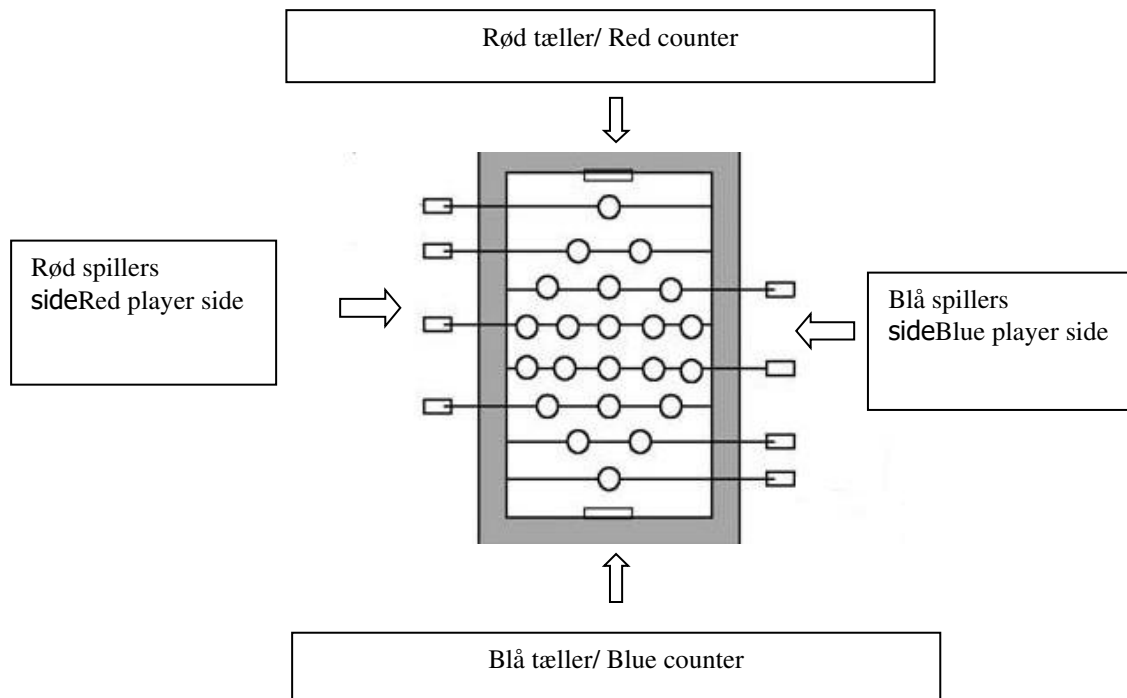 Rød tæller/ Red counter
Rød spillers
sideRed player side
Blå spillers
sideBlue player side
Blå tæller/ Blue counter